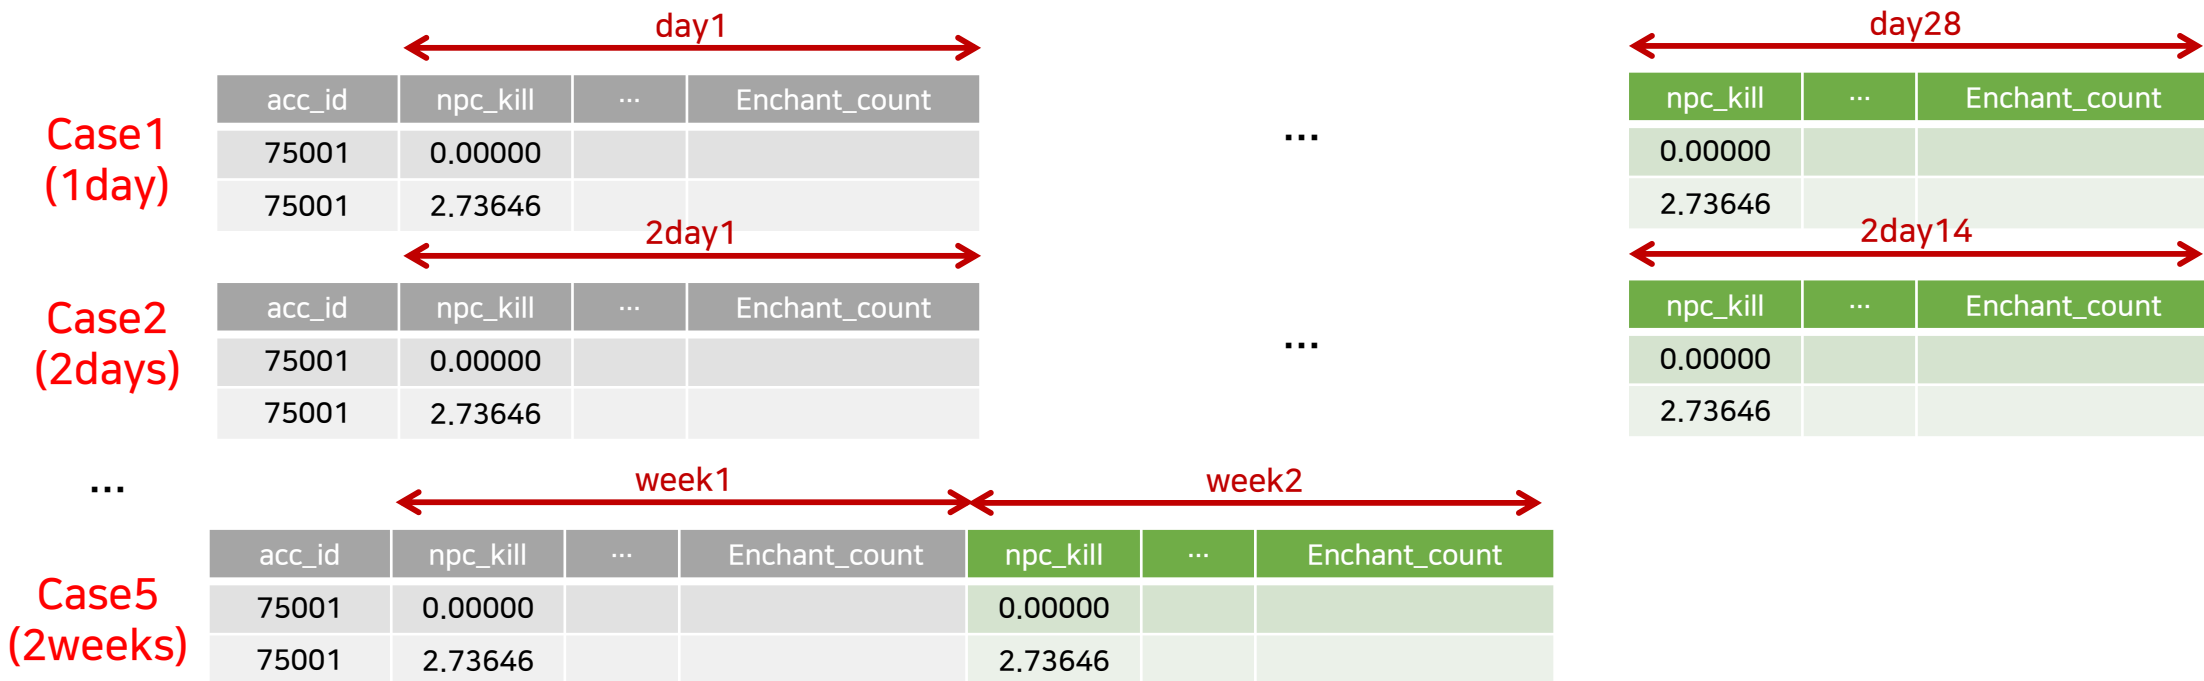 day1 day28
acc_id npc_kill ... Enchant_count npc_kill ... Enchant_count
Case1
(1day)
75001 0.00000 ... 0.00000
75001 2.73646 2.73646
2day1 2day14
acc_id npc_kill ... Enchant_count npc_kill ... Enchant_count
Case2
(2days)
75001 0.00000 ... 0.00000
75001 2.73646 2.73646
...
week1 week2
acc_id npc_kill ... Enchant_count npc_kill ... Enchant_count
Case5
(2weeks)
75001 0.00000 0.00000
75001 2.73646 2.73646